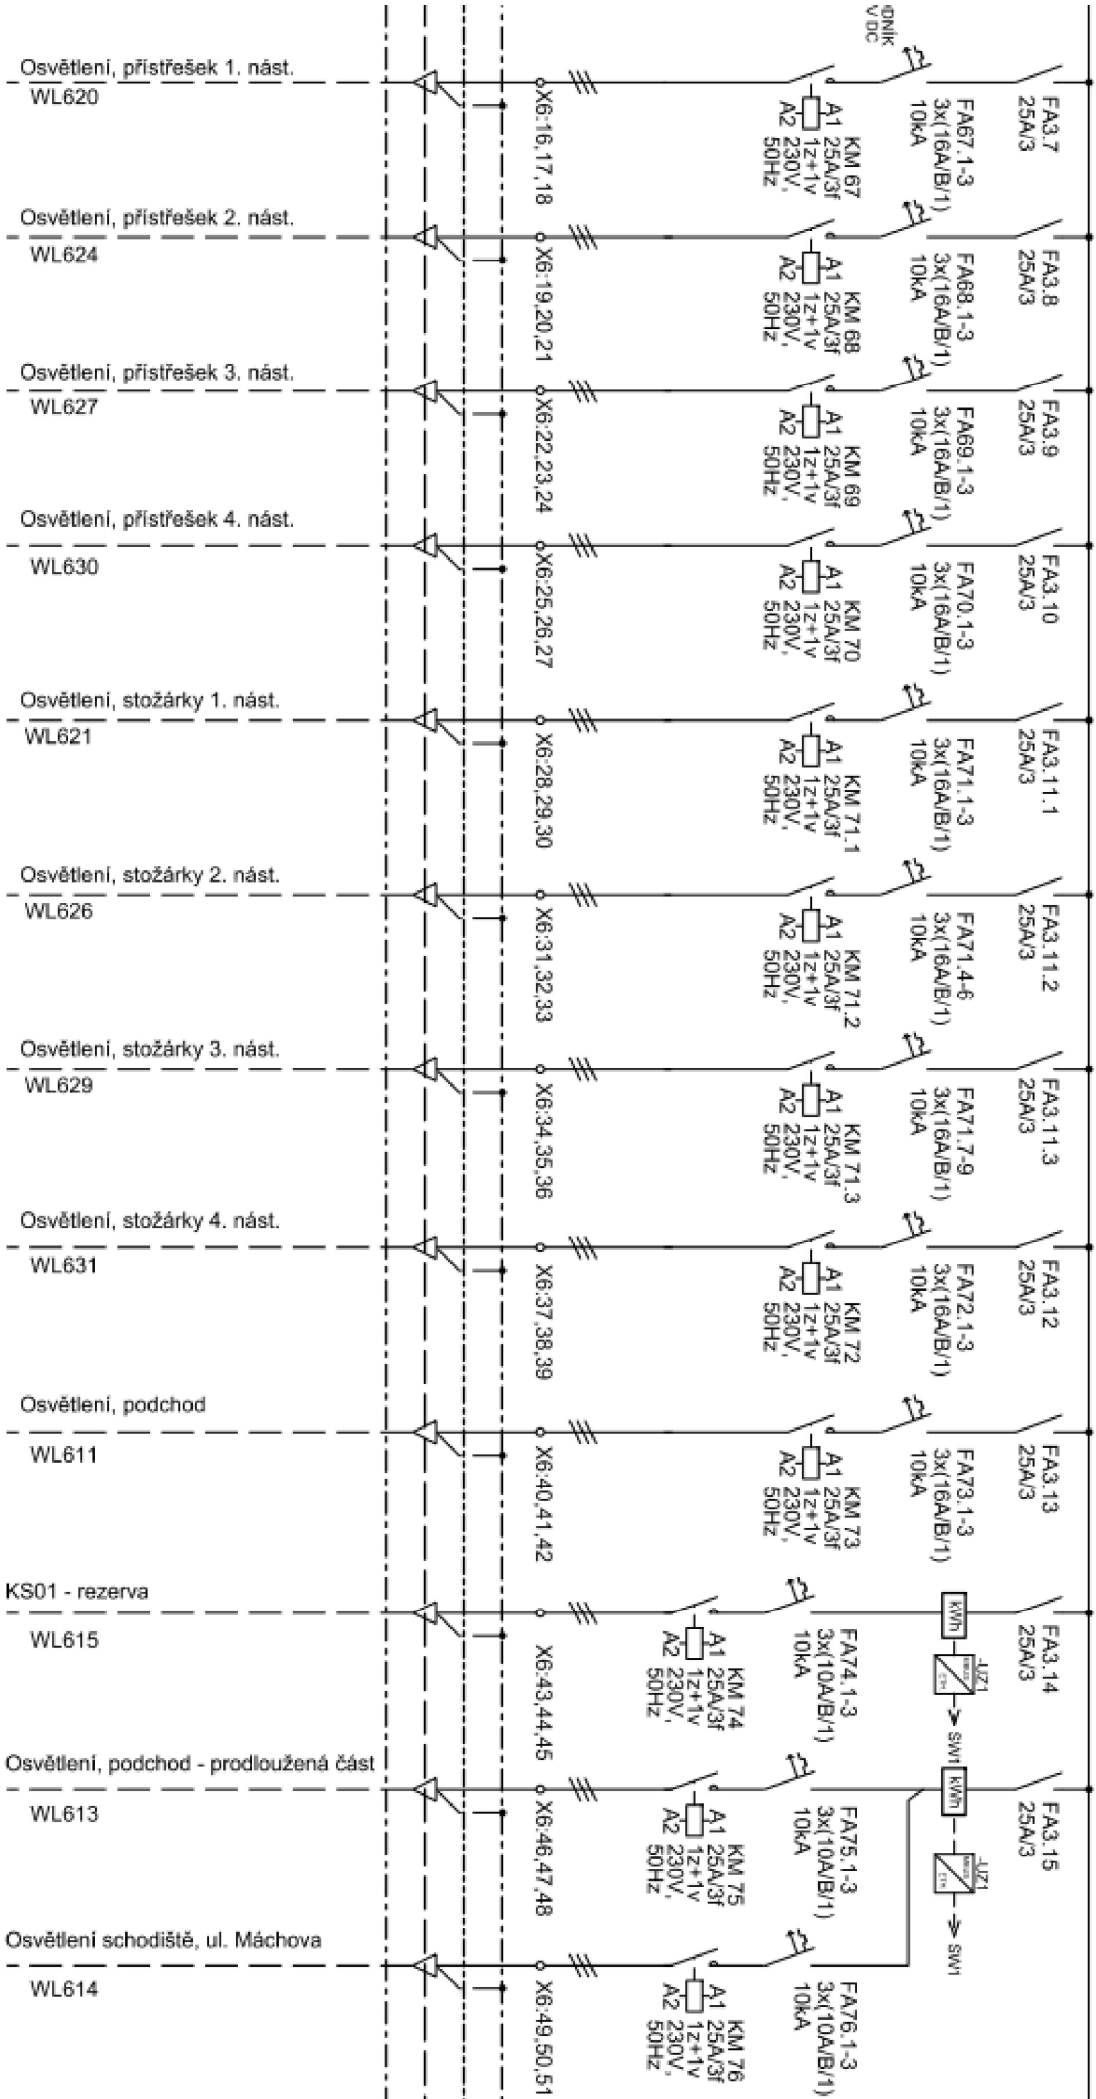 DNÍK
V DC
Osvětlení, přístřešek 1. nást.
WL620
X6:16,17,18
KM 67
A1 25A/3f
A2 1z+1v
230V,
50Hz
FA67.1-3
3x(16A/B/1)
10kA
FA3.7
25A/3
Osvětlení, přístřešek 2. nást.
WL624
X6:19,20,21
KM 68
A1 25A/3f
A2 1z+1v
230V,
50Hz
FA68.1-3
3x(16A/B/1)
10kA
FA3.8
25A/3
Osvětlení, přístřešek 3. nást.
WL627
X6:22,23,24
KM 69
A1 25A/3f
A2 1z+1v
230V,
50Hz
FA69.1-3
3x(16A/B/1)
10kA
FA3.9
25A/3
Osvětlení, přístřešek 4. nást.
WL630
X6:25,26,27
KM 70
A1 25A/3f
A2 1z+1v
230V,
50Hz
FA70.1-3
3x(16A/B/1)
10kA
FA3.10
25A/3
Osvětlení, stožárky 1. nást.
WL621
X6:28,29,30
KM 71.1
A1 25A/3f
A2 1z+1v
230V,
50Hz
FA71.1-3
3x(16A/B/1)
10kA
FA3.11.1
25A/3
Osvětlení, stožárky 2. nást.
WL626
X6:31,32,33
KM 71.2
A1 25A/3f
A2 1z+1v
230V,
50Hz
FA71.4-6
3x(16A/B/1)
10kA
FA3.11.2
25A/3
Osvětlení, stožárky 3. nást.
WL629
X6:34,35,36
KM 71.3
A1 25A/3f
A2 1z+1v
230V,
50Hz
FA71.7-9
3x(16A/B/1)
10kA
FA3.11.3
25A/3
Osvětlení, stožárky 4. nást.
WL631
X6:37,38,39
KM 72
A1 25A/3f
A2 1z+1v
230V,
50Hz
FA72.1-3
3x(16A/B/1)
10kA
FA3.12
25A/3
Osvětlení, podchod
WL611
X6:40,41,42
KM 73
A1 25A/3f
A2 1z+1v
230V,
50Hz
FA73.1-3
3x(16A/B/1)
10kA
FA3.13
25A/3
KS01 - rezerva
WL615
X6:43,44,45
KM 74
A1 25A/3f
A2 1z+1v
230V,
50Hz
FA74.1-3
3x(10A/B/1)
10kA
kWh
-UZ1
ETH
SW1
FA3.14
25A/3
Osvětlení, podchod - prodloužená část
WL613
X6:46,47,48
KM 75
A1 25A/3f
A2 1z+1v
230V,
50Hz
FA75.1-3
3x(10A/B/1)
10kA
kWh
-UZ1
ETH
SW1
FA3.15
25A/3
Osvětlení schodiště, ul. Máchova
WL614
X6:49,50,51
KM 76
A1 25A/3f
A2 1z+1v
230V,
50Hz
FA76.1-3
3x(10A/B/1)
10kA